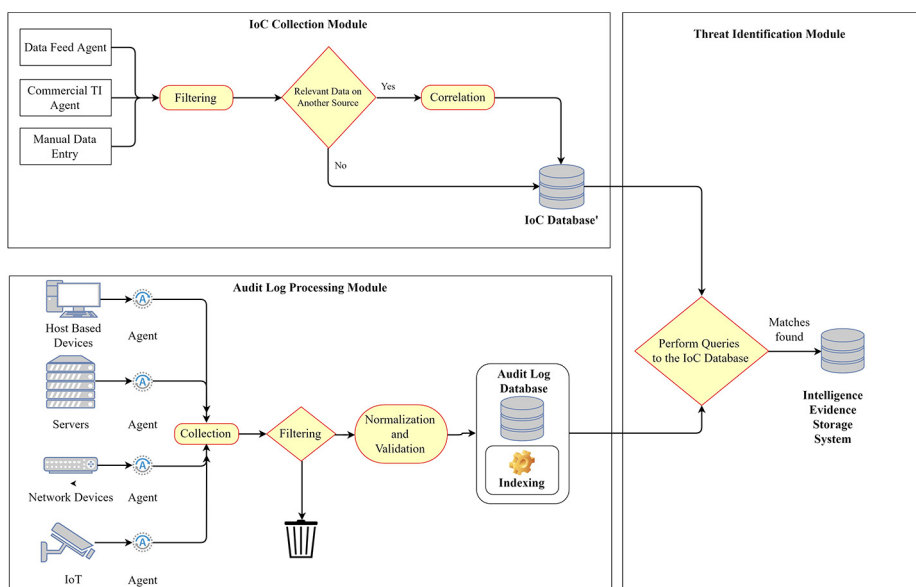 IoC Collection Module
Data Feed Agent
Commercial TI
Agent
Manual Data
Entry
Filtering
Relevant Data on
Another Source
Yes
No
Correlation
IoC Database'
Threat Identification Module
Perform Queries
to the IoC Database
Matches
found
Intelligence
Evidence
Storage
System
Audit Log Processing Module
Host Based
Devices
A
Agent
Servers
A
Agent
Network Devices
A
Agent
IoT
A
Agent
Collection
Filtering
Normalization
and
Validation
Audit Log
Database
Indexing